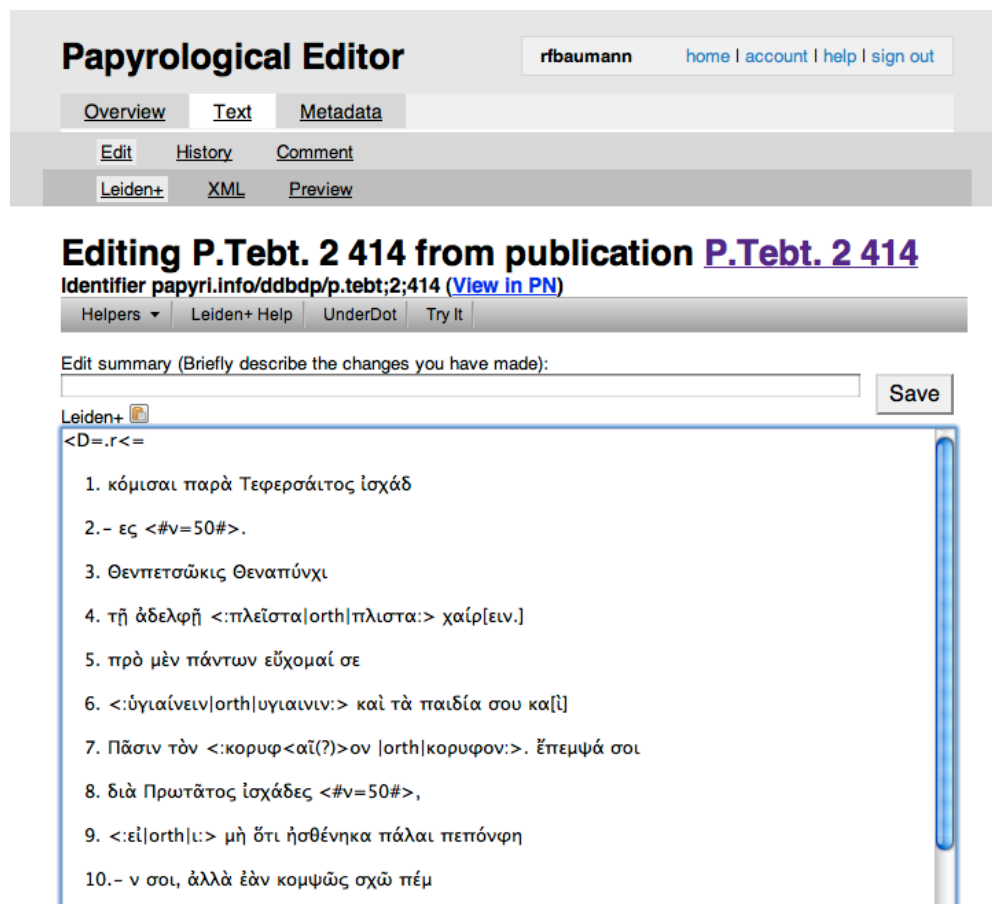 Papyrological Editor
rfbaumann home | account | help | sign out
Overview Text Metadata
Edit History Comment
Leiden+ XML Preview
Editing P.Tebt. 2 414 from publication P.Tebt. 2 414
Identifier papyri.info/ddbdp/p.tebt;2;414 (View in PN)
Helpers ▾ Leiden+ Help UnderDot Try It
Edit summary (Briefly describe the changes you have made):
Save
Leiden+
<D=.r<=
1. κόμισαι παρὰ Τεφερσάιτος ἰσχάδ
2.- ες <#ν=50#>.
3. Θενπετσῶκις Θεναπύνχι
4. τῇ ἀδελφῇ <:πλεῖστα|orth|πλιστα:> χαίρ[ειν.]
5. πρὸ μὲν πάντων εὔχομαί σε
6. <:ὑγιαίνειν|orth|υγιαινιν:> καὶ τὰ παιδία σου κα[ὶ]
7. Πᾶσιν τὸν <:κορυφ<αῖ(?)>ον |orth|κορυφον:>. ἔπεμψά σοι
8. διὰ Πρωτᾶτος ἰσχάδες <#ν=50#>,
9. <:εἰ|orth|ι:> μὴ ὅτι ἠσθένηκα πάλαι πεπόνφη
10.- ν σοι, ἀλλὰ ἐὰν κομψῶς σχῶ πέμ